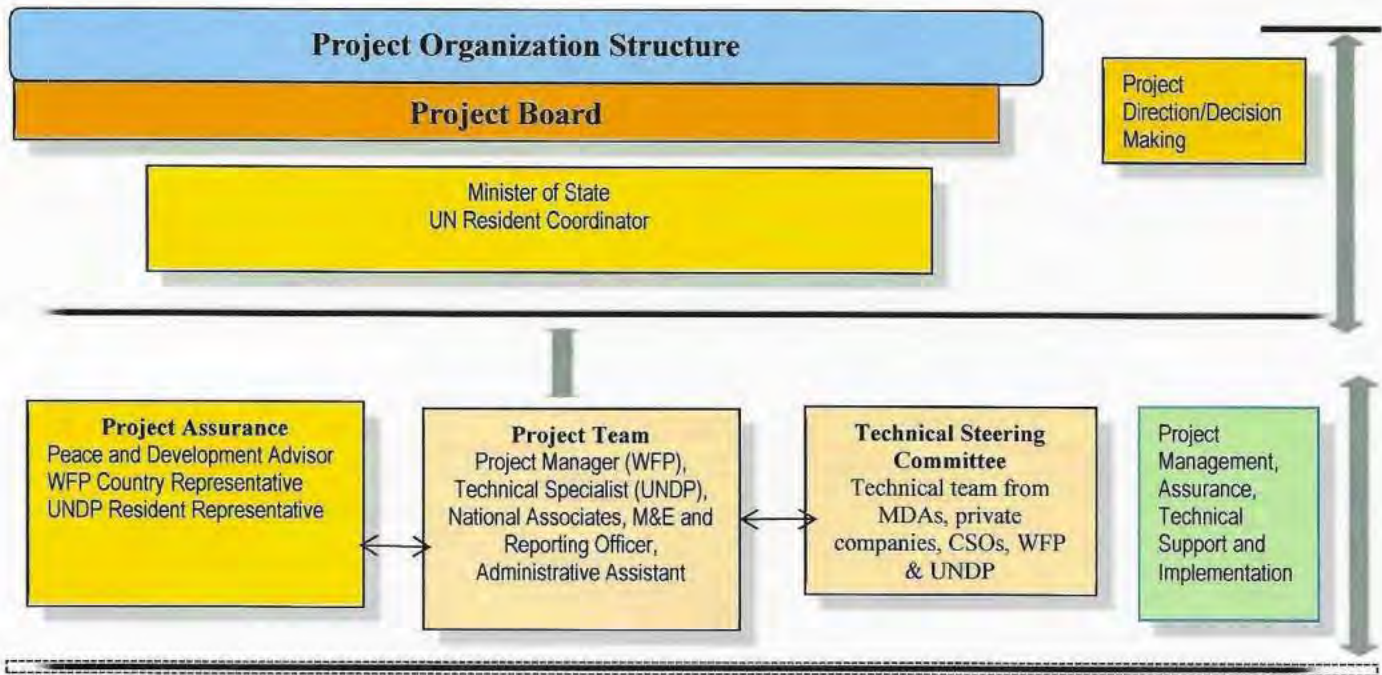 Project Organization Structure
Project Board
Project
Direction/Decision
Making
Minister of State
UN Resident Coordinator
Project Assurance
Peace and Development Advisor
WFP Country Representative
UNDP Resident Representative
Project Team
Project Manager (WFP),
Technical Specialist (UNDP),
National Associates, M&E and
Reporting Officer,
Administrative Assistant
Technical Steering
Committee
Technical team from
MDAs, private
companies, CSOs, WFP
& UNDP
Project
Management,
Assurance,
Technical
Support and
Implementation